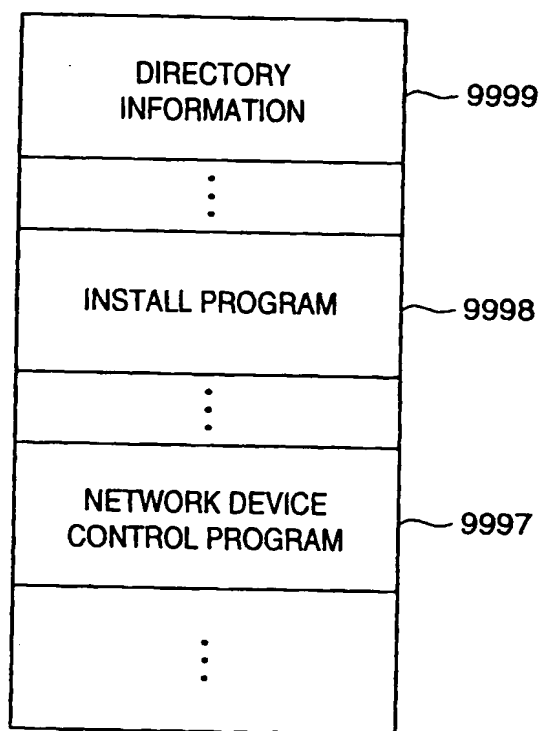 DIRECTORY
INFORMATION
9999
INSTALL PROGRAM
9998
NETWORK DEVICE
CONTROL PROGRAM
9997